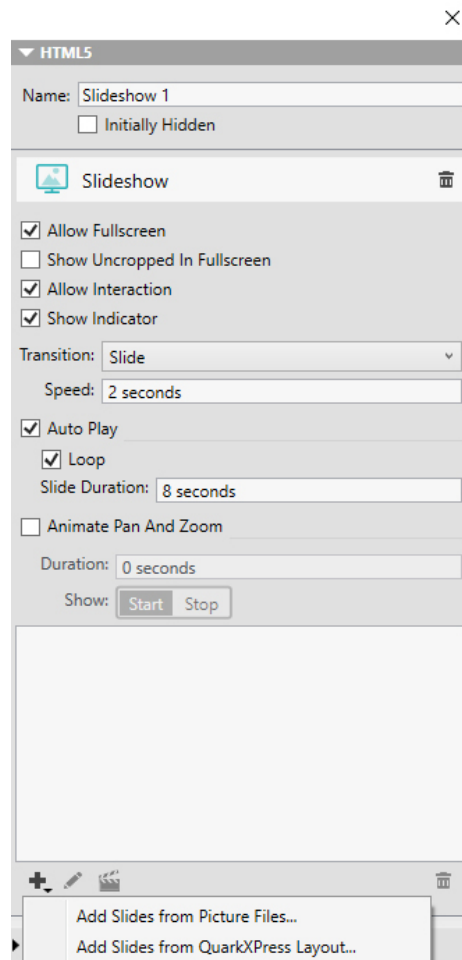 HTML5
Name: Slideshow 1
Initially Hidden
Slideshow
Allow Fullscreen
Show Uncropped In Fullscreen
Allow Interaction
Show Indicator
Transition: Slide
Speed: 2 seconds
Auto Play
Loop
Slide Duration: 8 seconds
Animate Pan And Zoom
Duration: 0 seconds
Show: Start Stop
Add Slides from Picture Files...
Add Slides from QuarkXPress Layout...